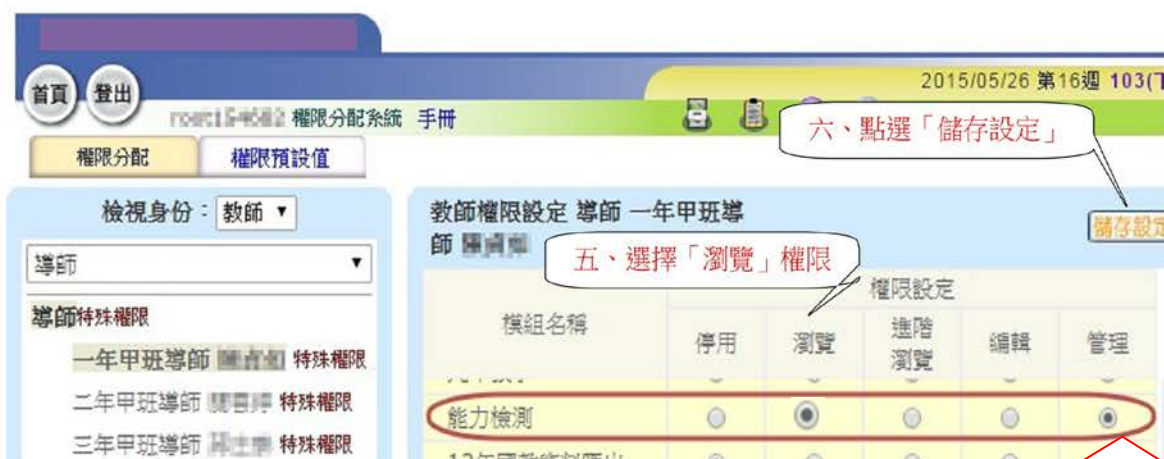 首頁 登出
2015/05/26 第16週 103(下
權限分配系統 手冊
六、點選「儲存設定」
權限分配 權限預設值
檢視身份：教師
教師權限設定 導師 一年甲班導
師
儲存設定
五、選擇「瀏覽」權限
導師
模組名稱
權限設定
導師特殊權限
停用 瀏覽 進階
瀏覽 編輯 管理
一年甲班導師 特殊權限
二年甲班導師 特殊權限
能力檢測
三年甲班導師 特殊權限